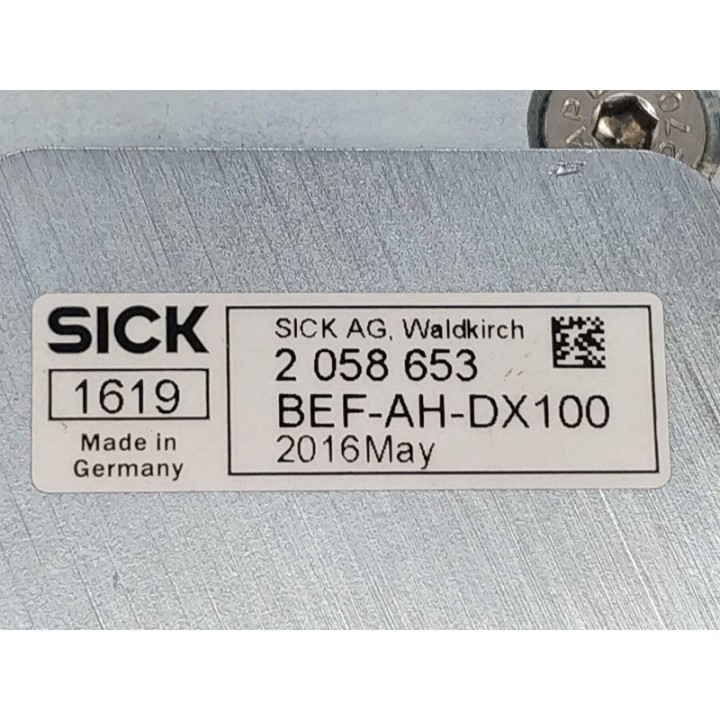 SICK
1619
Made in
Germany
SICK AG, Waldkirch
2 058 653
BEF-AH-DX100
2016May